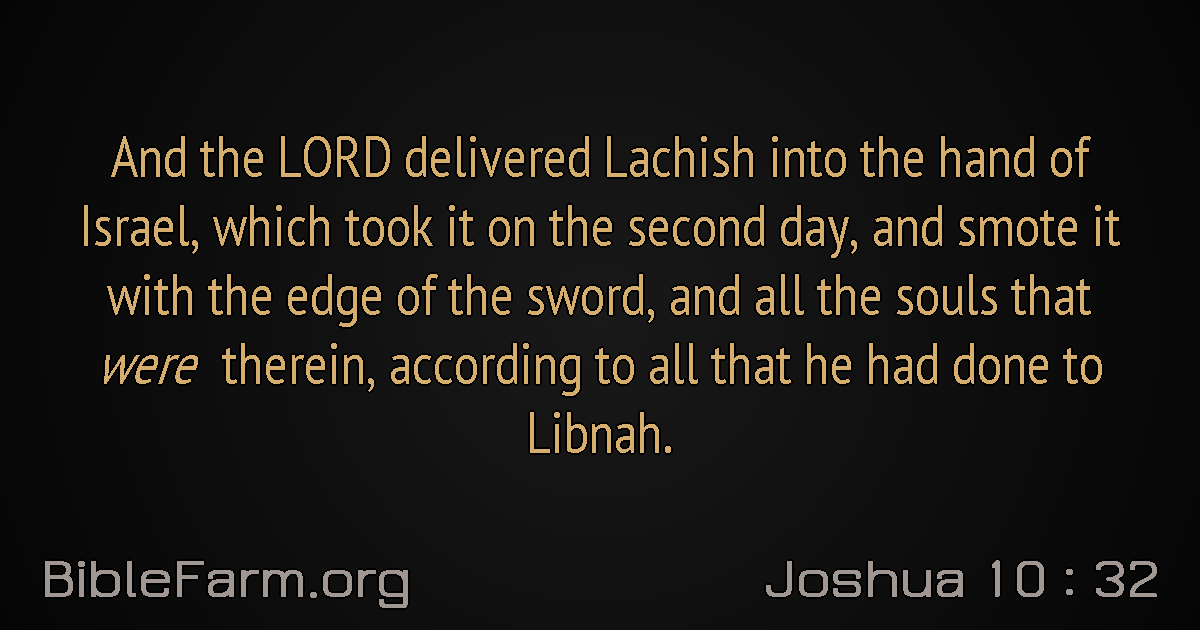 And the LORD delivered Lachish into the hand of
Israel, which took it on the second day, and smote it
with the edge of the sword, and all the souls that
were therein, according to all that he had done to
Libnah.
BibleFarm.org
Joshua 10 : 32